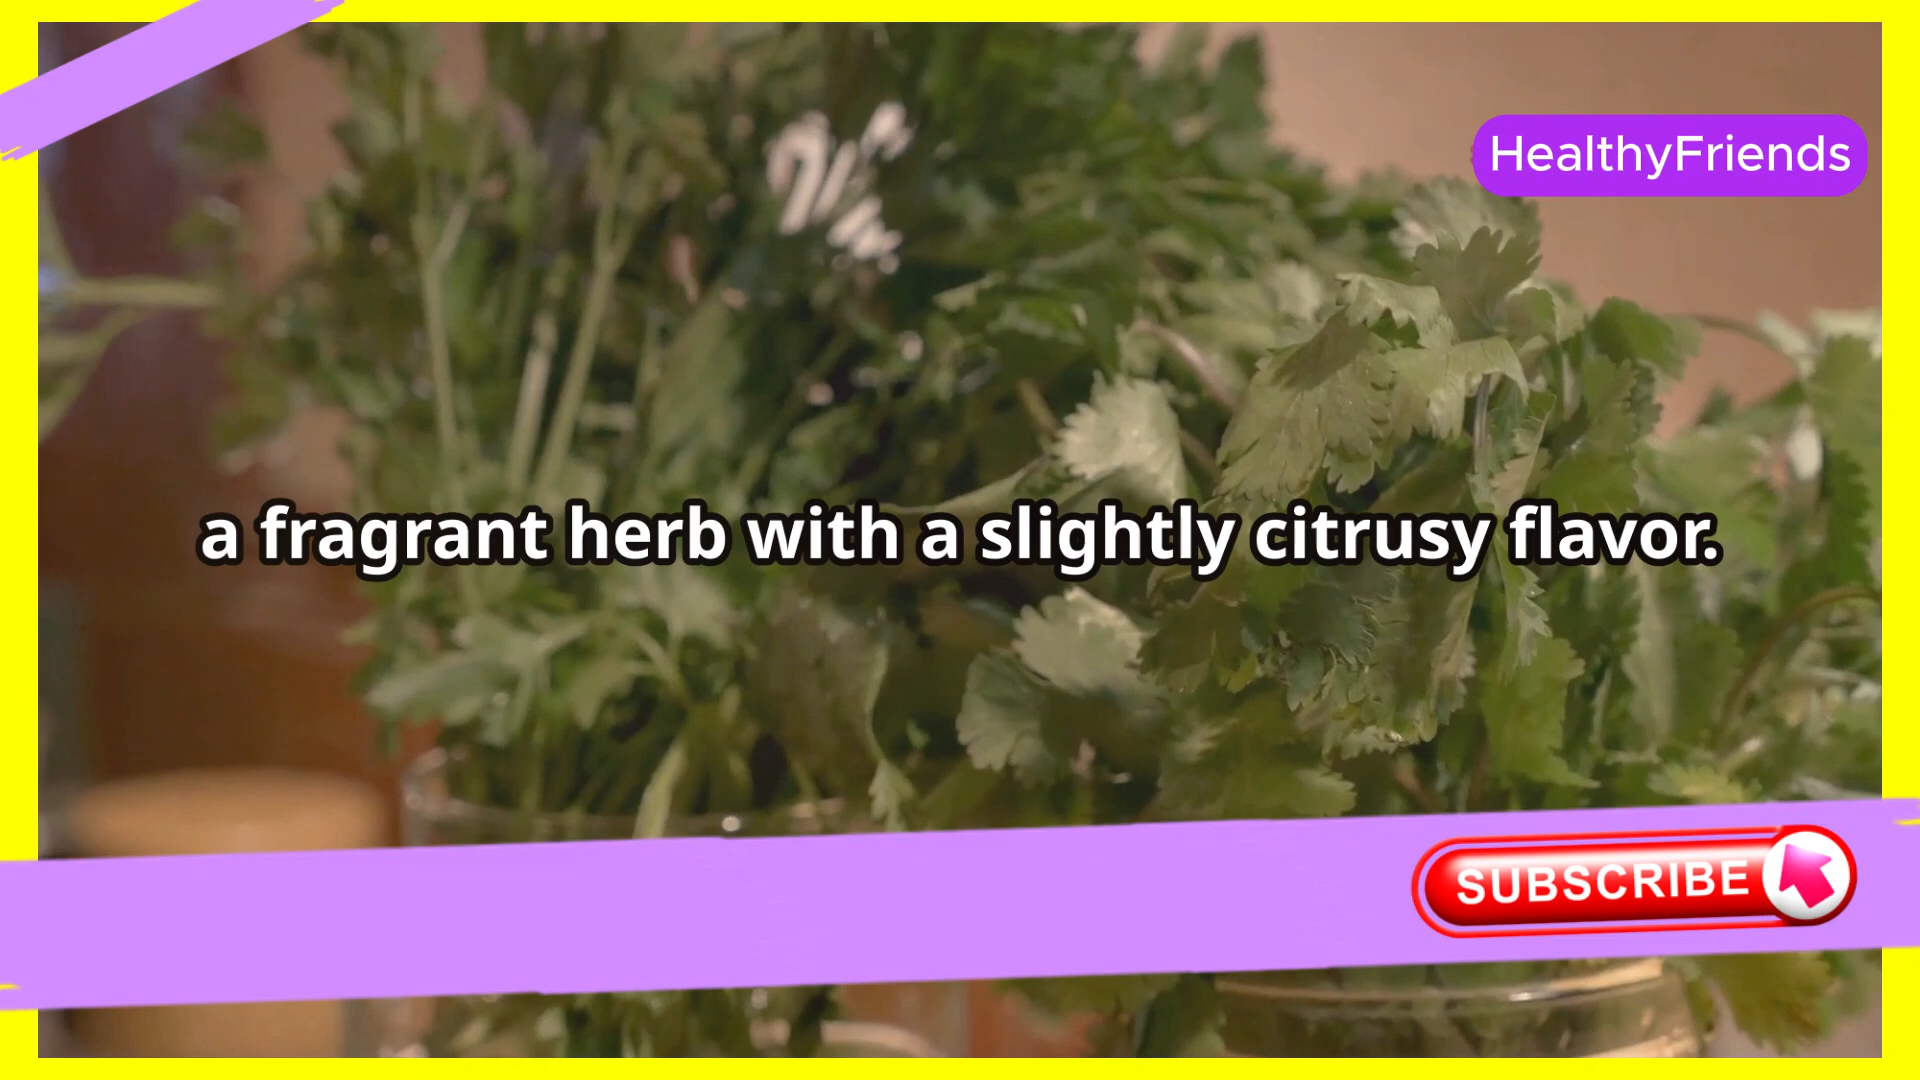 HealthyFriends
a fragrant herb with a slightly citrusy flavor.
SUBSCRIBE